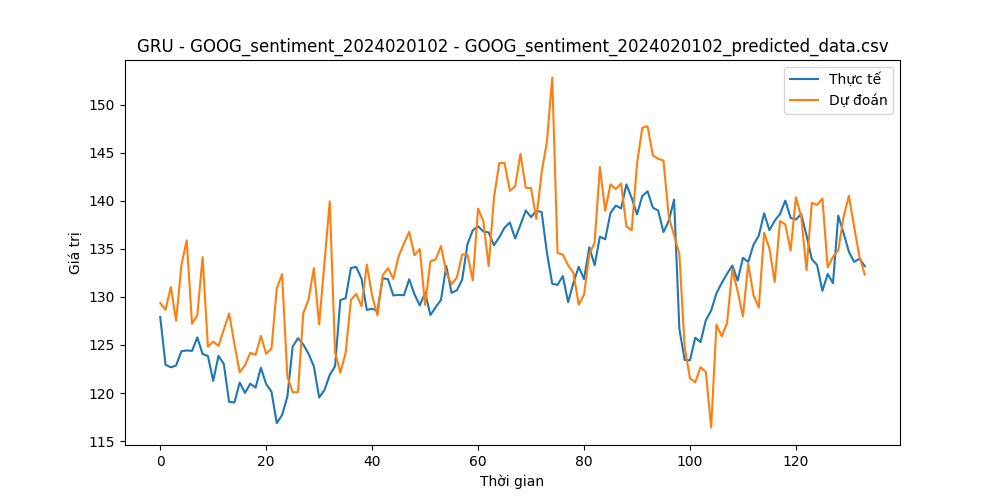 GRU - GOOG_sentiment_2024020102 - GOOG_sentiment_2024020102_predicted_data.csv
Thực tế
Dự đoán
Giá trị
150
145
140
135
130
125
120
115
0 20 40 60 80 100 120
Thời gian